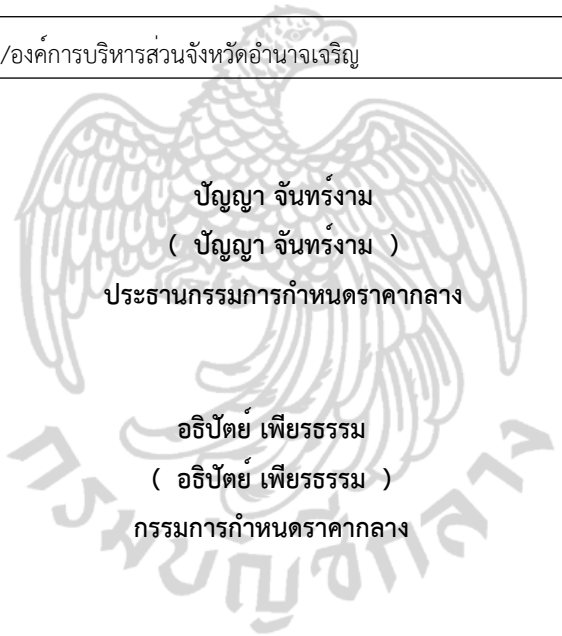 /องค์การบริหารส่วนจังหวัดอำนาจเจริญ
ปัญญา จันทร์งาม
( ปัญญา จันทร์งาม )
ประธานกรรมการกำหนดราคากลาง
อธิปัตย์ เพียรธรรม
( อธิปัตย์ เพียรธรรม )
กรรมการกำหนดราคากลาง
กรมบัญชีกลาง